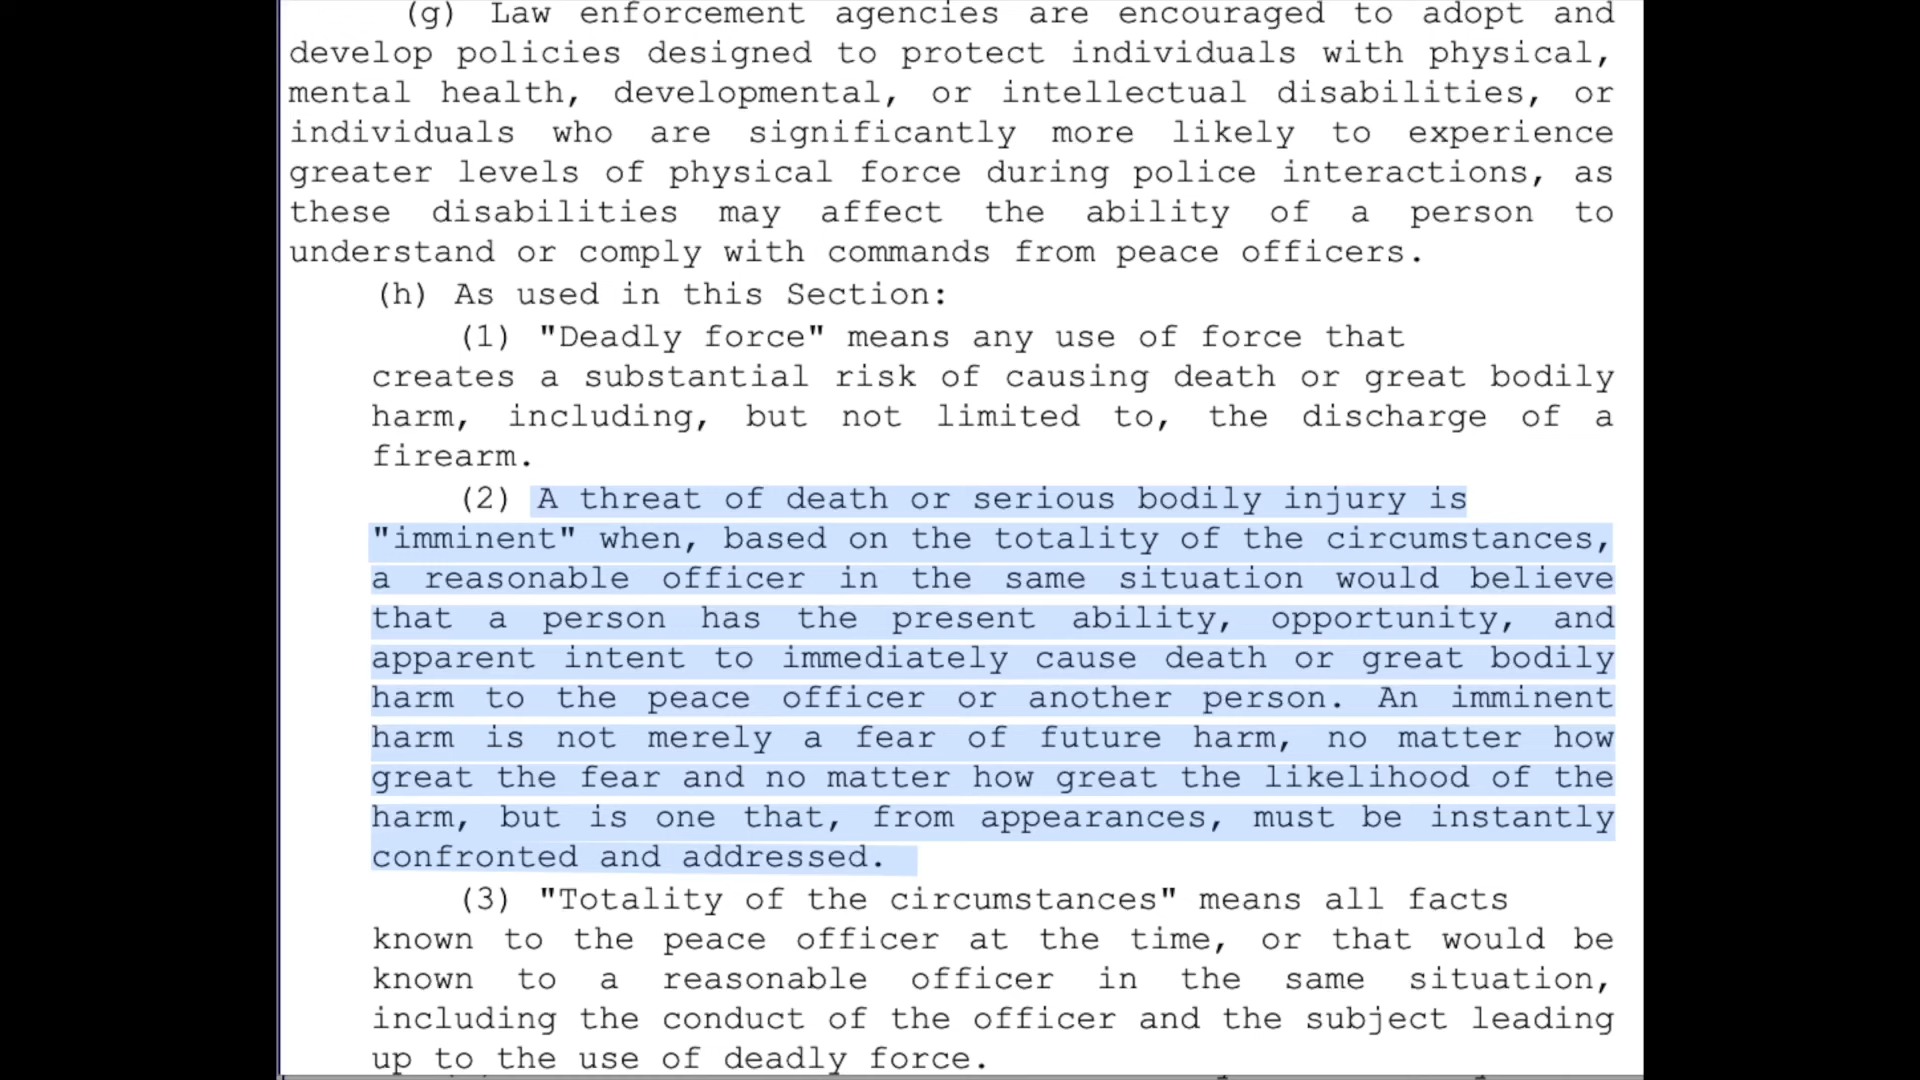 (g) Law enforcement agencies are encouraged to adopt and
develop policies designed to protect individuals with physical,
mental health, developmental, or intellectual disabilities, or
individuals who are significantly more likely to experience
greater levels of physical force during police interactions, as
these disabilities may affect the ability of a person to
understand or comply with commands from peace officers.
(h) As used in this Section:
(1) "Deadly force" means any use of force that
creates a substantial risk of causing death or great bodily
harm, including, but not limited to, the discharge of a
firearm.
(2) A threat of death or serious bodily injury is
"imminent" when, based on the totality of the circumstances,
a reasonable officer in the same situation would believe
that a person has the present ability, opportunity, and
apparent intent to immediately cause death or great bodily
harm to the peace officer or another person. An imminent
harm is not merely a fear of future harm, no matter how
great the fear and no matter how great the likelihood of the
harm, but is one that, from appearances, must be instantly
confronted and addressed.
(3) "Totality of the circumstances" means all facts
known to the peace officer at the time, or that would be
known to a reasonable officer in the same situation,
including the conduct of the officer and the subject leading
up to the use of deadly force.